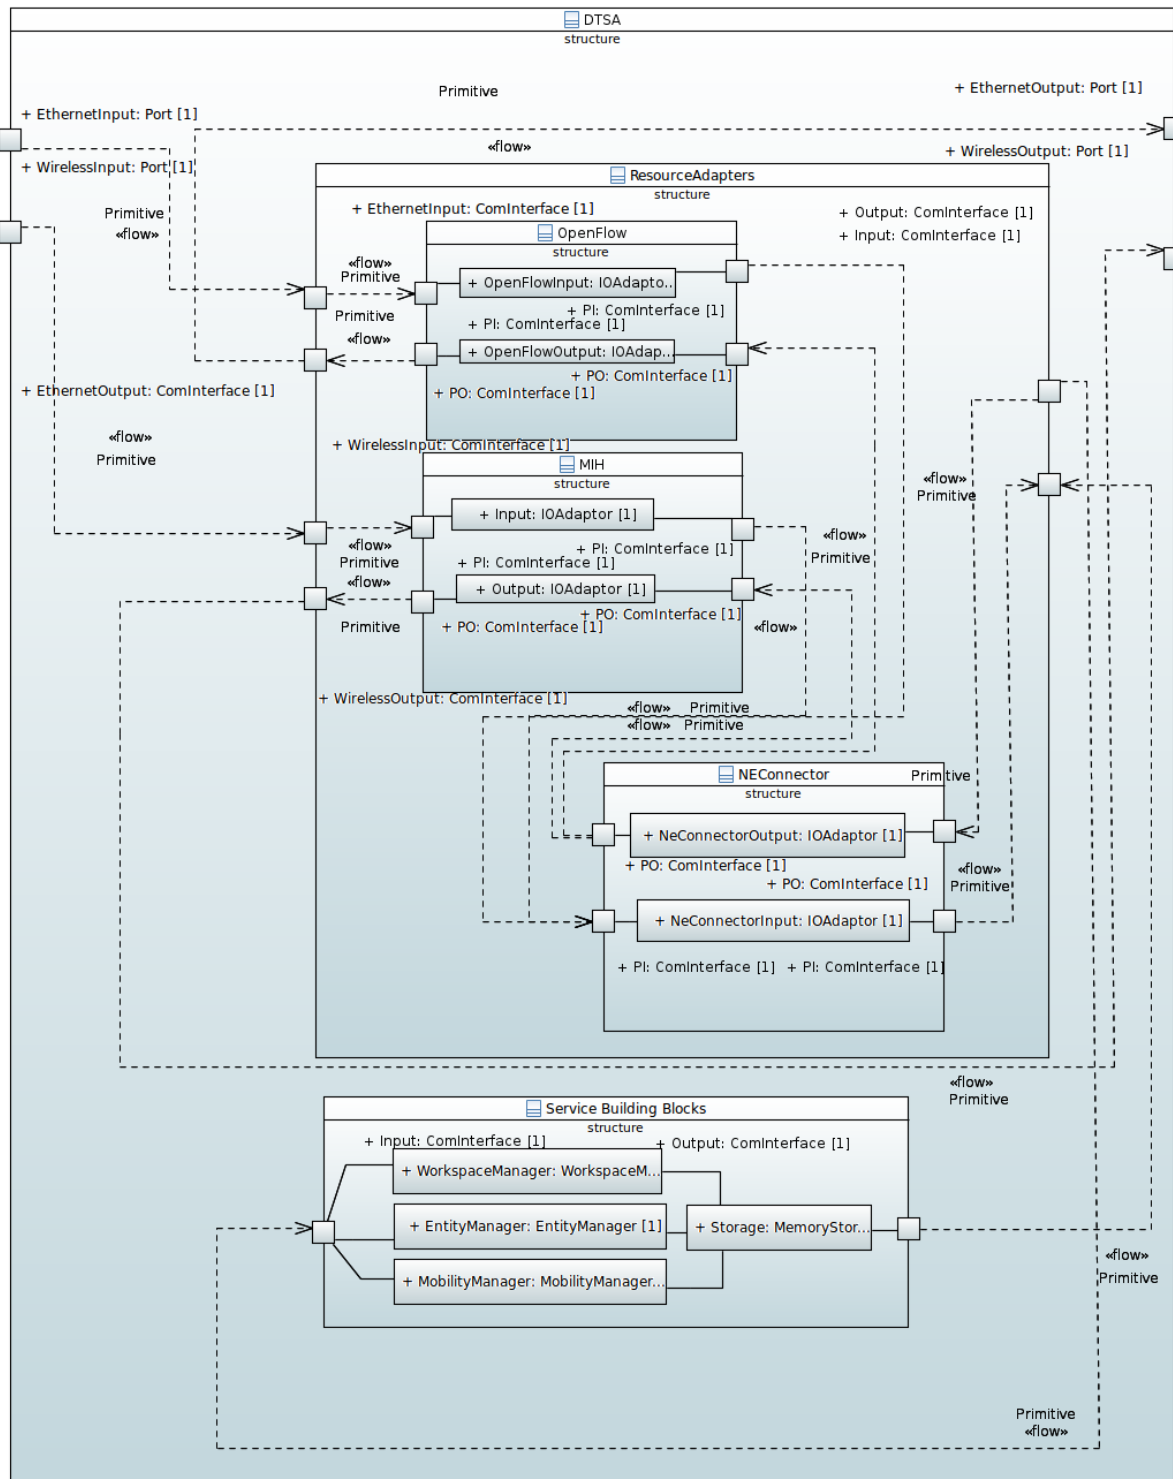 DTSA
structure
Primitive
+ EthernetOutput: Port [1]
+ EthernetInput: Port [1]
«flow»
+ WirelessOutput: Port [1]
+ WirelessInput: Port [1]
ResourceAdapters
structure
+ EthernetInput: ComInterface [1]
+ Output: ComInterface [1]
Primitive
«flow»
OpenFlow
+ Input: ComInterface [1]
structure
«flow»
Primitive
+ OpenFlowInput: IOAdapto...
+ PI: ComInterface [1]
Primitive
+ PI: ComInterface [1]
«flow»
+ OpenFlowOutput: IOAdap...
+ PO: ComInterface [1]
+ EthernetOutput: ComInterface [1]
+ PO: ComInterface [1]
«flow»
Primitive
+ WirelessInput: ComInterface [1]
MIH
structure
«flow»
Primitive
+ Input: IOAdaptor [1]
«flow»
Primitive
«flow»
Primitive
+ PI: ComInterface [1]
+ PI: ComInterface [1]
«flow»
+ Output: IOAdaptor [1]
+ PO: ComInterface [1]
Primitive
+ PO: ComInterface [1]
«flow»
+ WirelessOutput: ComInterface [1]
«flow» Primitive
«flow» Primitive
NEConnector
Primitive
structure
+ NeConnectorOutput: IOAdaptor [1]
+ PO: ComInterface [1]
«flow»
+ PO: ComInterface [1]
Primitive
+ NeConnectorInput: IOAdaptor [1]
+ PI: ComInterface [1] + PI: ComInterface [1]
«flow»
Primitive
Service Building Blocks
structure
+ Input: ComInterface [1]
+ Output: ComInterface [1]
+ WorkspaceManager: WorkspaceM...
+ EntityManager: EntityManager [1]
+ Storage: MemoryStor...
«flow»
Primitive
+ MobilityManager: MobilityManager...
Primitive
«flow»